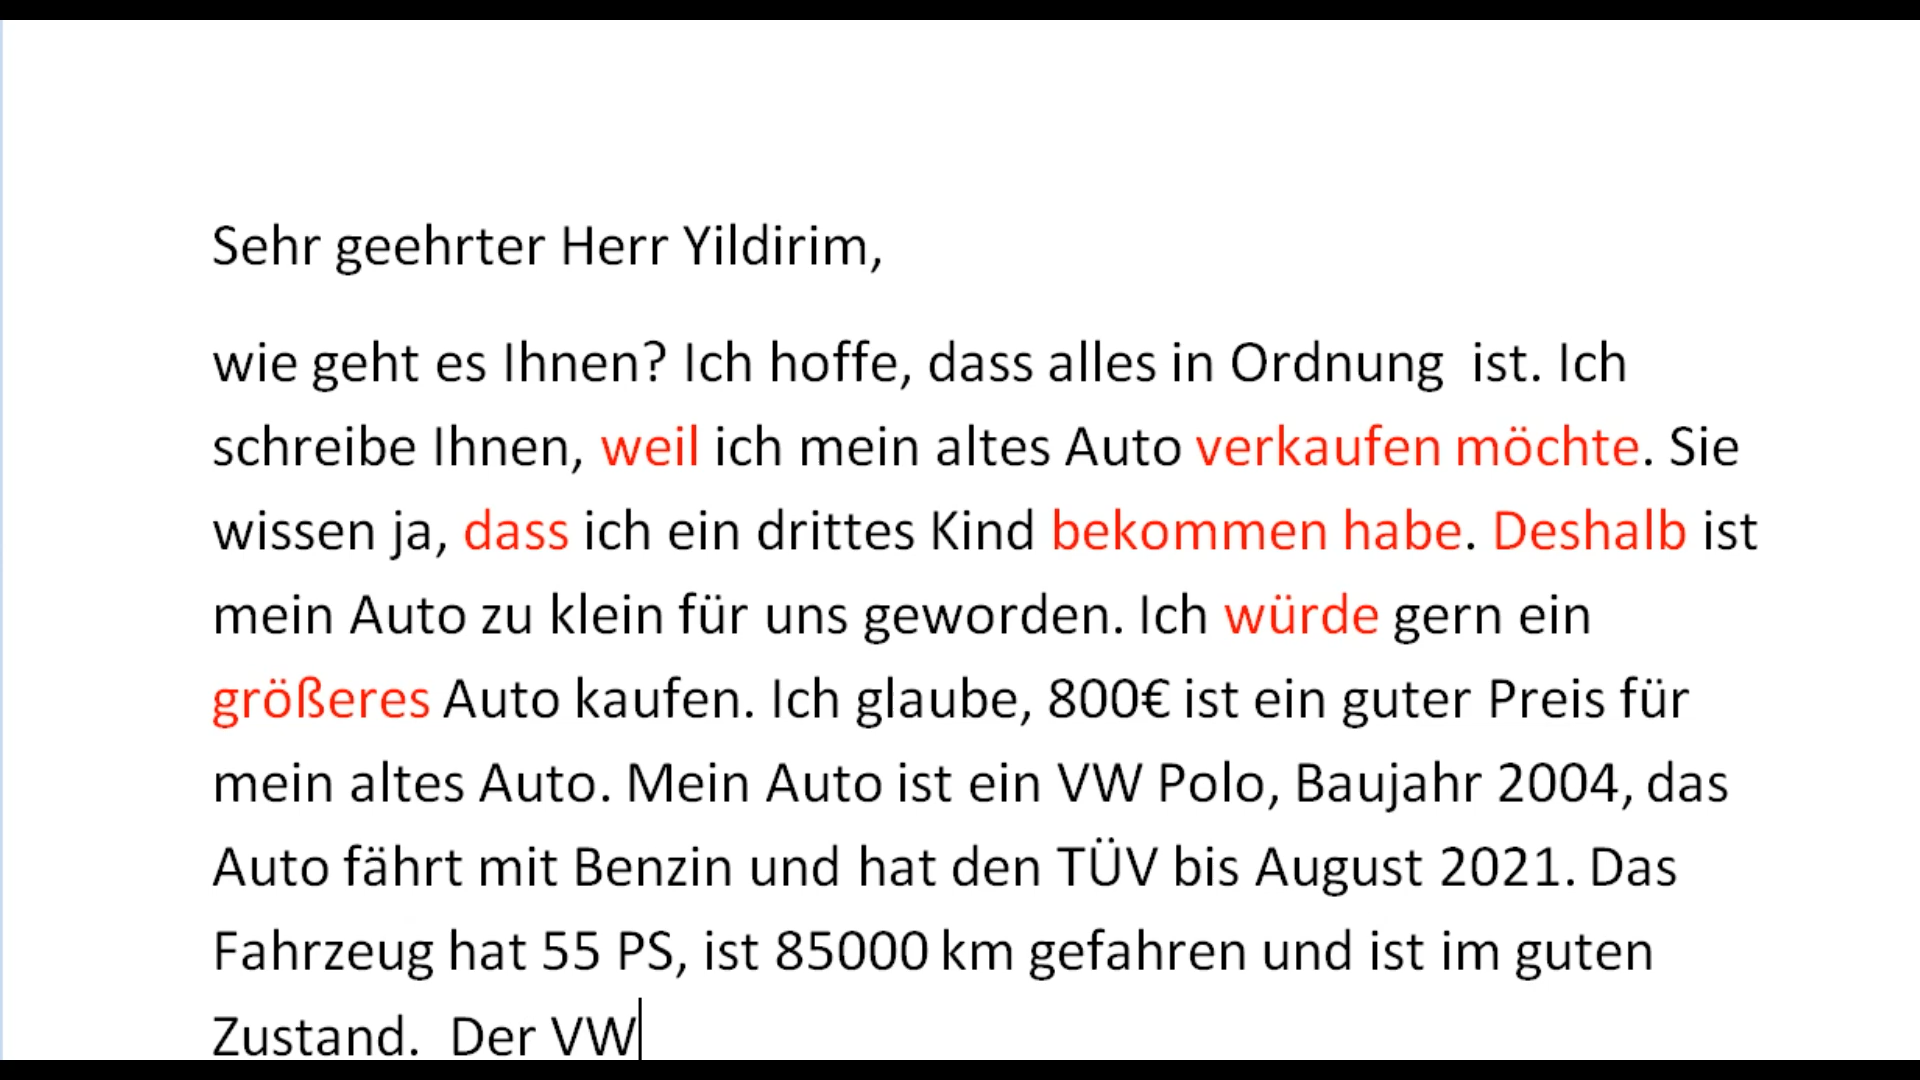 Sehr geehrter Herr Yildirim,
wie geht es Ihnen? Ich hoffe, dass alles in Ordnung  ist. Ich
schreibe Ihnen, weil ich mein altes Auto verkaufen möchte. Sie
wissen ja, dass ich ein drittes Kind bekommen habe. Deshalb ist
mein Auto zu klein für uns geworden. Ich würde gern ein
größeres Auto kaufen. Ich glaube, 800€ ist ein guter Preis für
mein altes Auto. Mein Auto ist ein VW Polo, Baujahr 2004, das
Auto fährt mit Benzin und hat den TÜV bis August 2021. Das
Fahrzeug hat 55 PS, ist 85000 km gefahren und ist im guten
Zustand.  Der VW